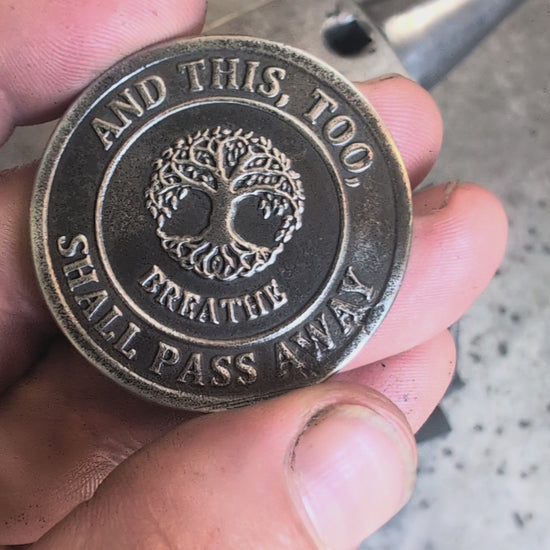 AND THIS, TOO,
SHALL PASS AWAY
BREATHE